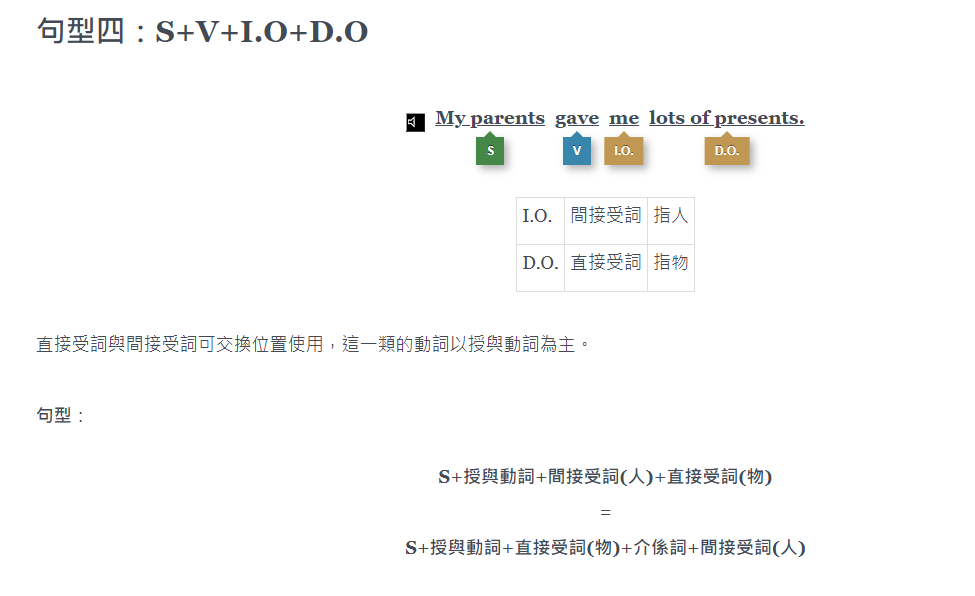 句型四：S+V+I.O+D.O
My parents gave me lots of presents.
S V I.O. D.O.
I.O. 間接受詞 指人
D.O. 直接受詞 指物
直接受詞與間接受詞可交換位置使用，這一類的動詞以授與動詞為主。
句型：
S+授與動詞+間接受詞(人)+直接受詞(物)
=
S+授與動詞+直接受詞(物)+介係詞+間接受詞(人)